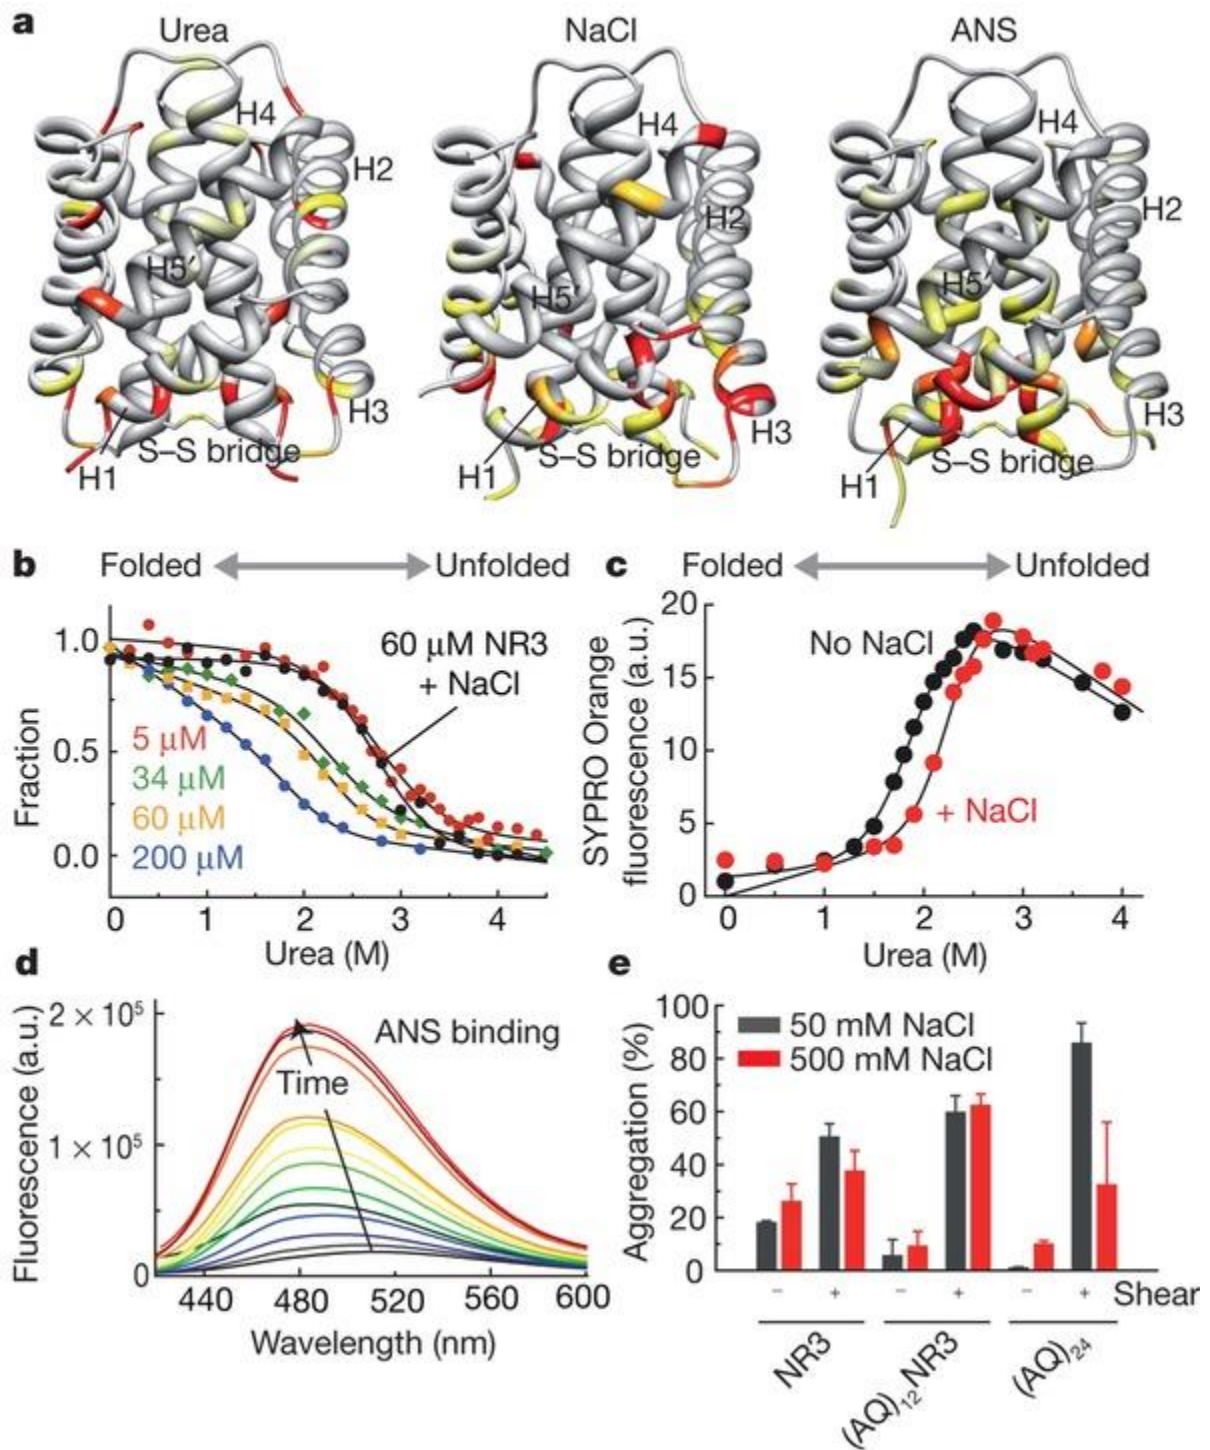 a
Urea
NaCl
ANS
H4
H2
H5′
H3
S–S bridge
H1
H4
H2
H5′
H3
S–S bridge
H1
H4
H2
H5′
H3
S–S bridge
H1
b
Folded
Unfolded
1.0
0.5
0.0
Fraction
60 μM NR3
+ NaCl
5 μM
34 μM
60 μM
200 μM
0 1 2 3 4
Urea (M)
c
Folded
Unfolded
20
15
10
5
0
SYPRO Orange
fluorescence (a.u.)
No NaCl
+ NaCl
0 1 2 3 4
Urea (M)
d
2 × 10⁵
1 × 10⁵
0
Fluorescence (a.u.)
ANS binding
Time
440 480 520 560 600
Wavelength (nm)
e
100
80
60
40
20
0
Aggregation (%)
50 mM NaCl
500 mM NaCl
− + − + − + Shear
NR3
(AQ)₁₂NR3
(AQ)₂₄